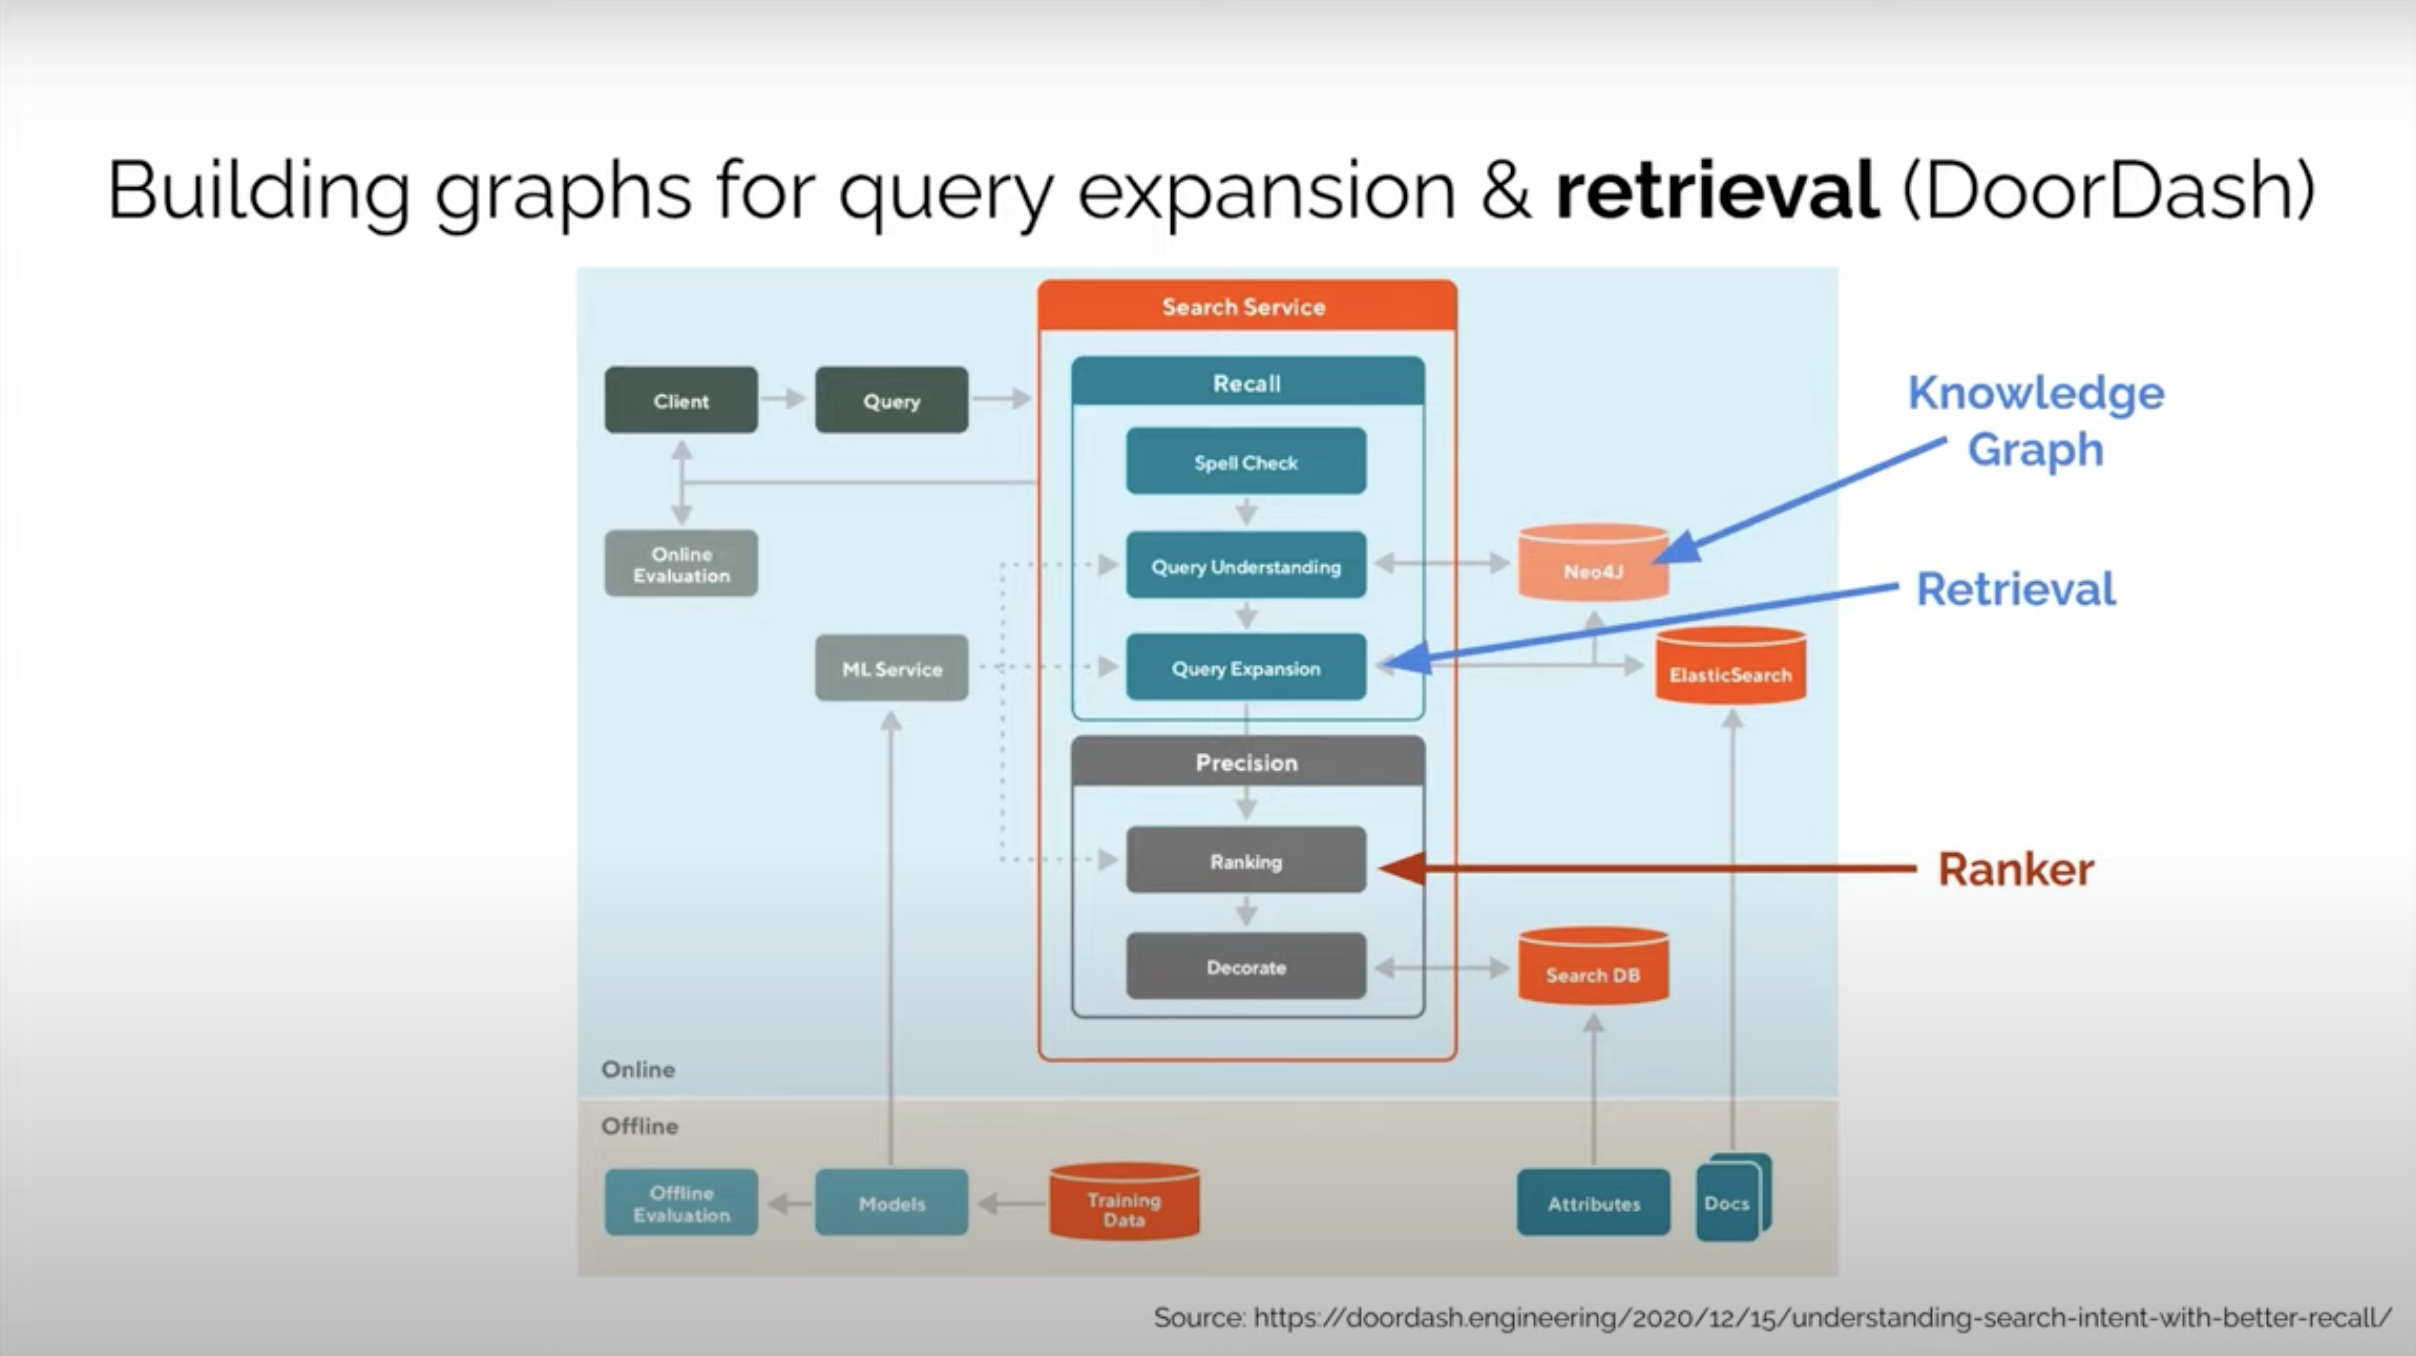 Building graphs for query expansion & retrieval (DoorDash)
Search Service
Recall
Client
Query
Spell Check
Knowledge
Graph
Online
Evaluation
Query Understanding
Neo4J
Retrieval
ML Service
Query Expansion
ElasticSearch
Precision
Ranking
Ranker
Decorate
Search DB
Online
Offline
Offline
Evaluation
Models
Training
Data
Attributes
Docs
Source: https://doordash.engineering/2020/12/15/understanding-search-intent-with-better-recall/